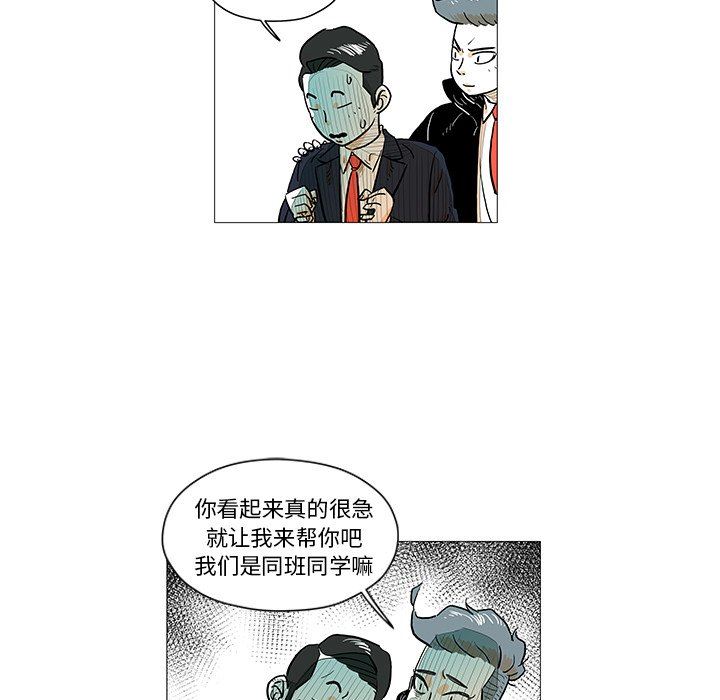 你看起来真的很急
就让我来帮你吧
我们是同班同学嘛